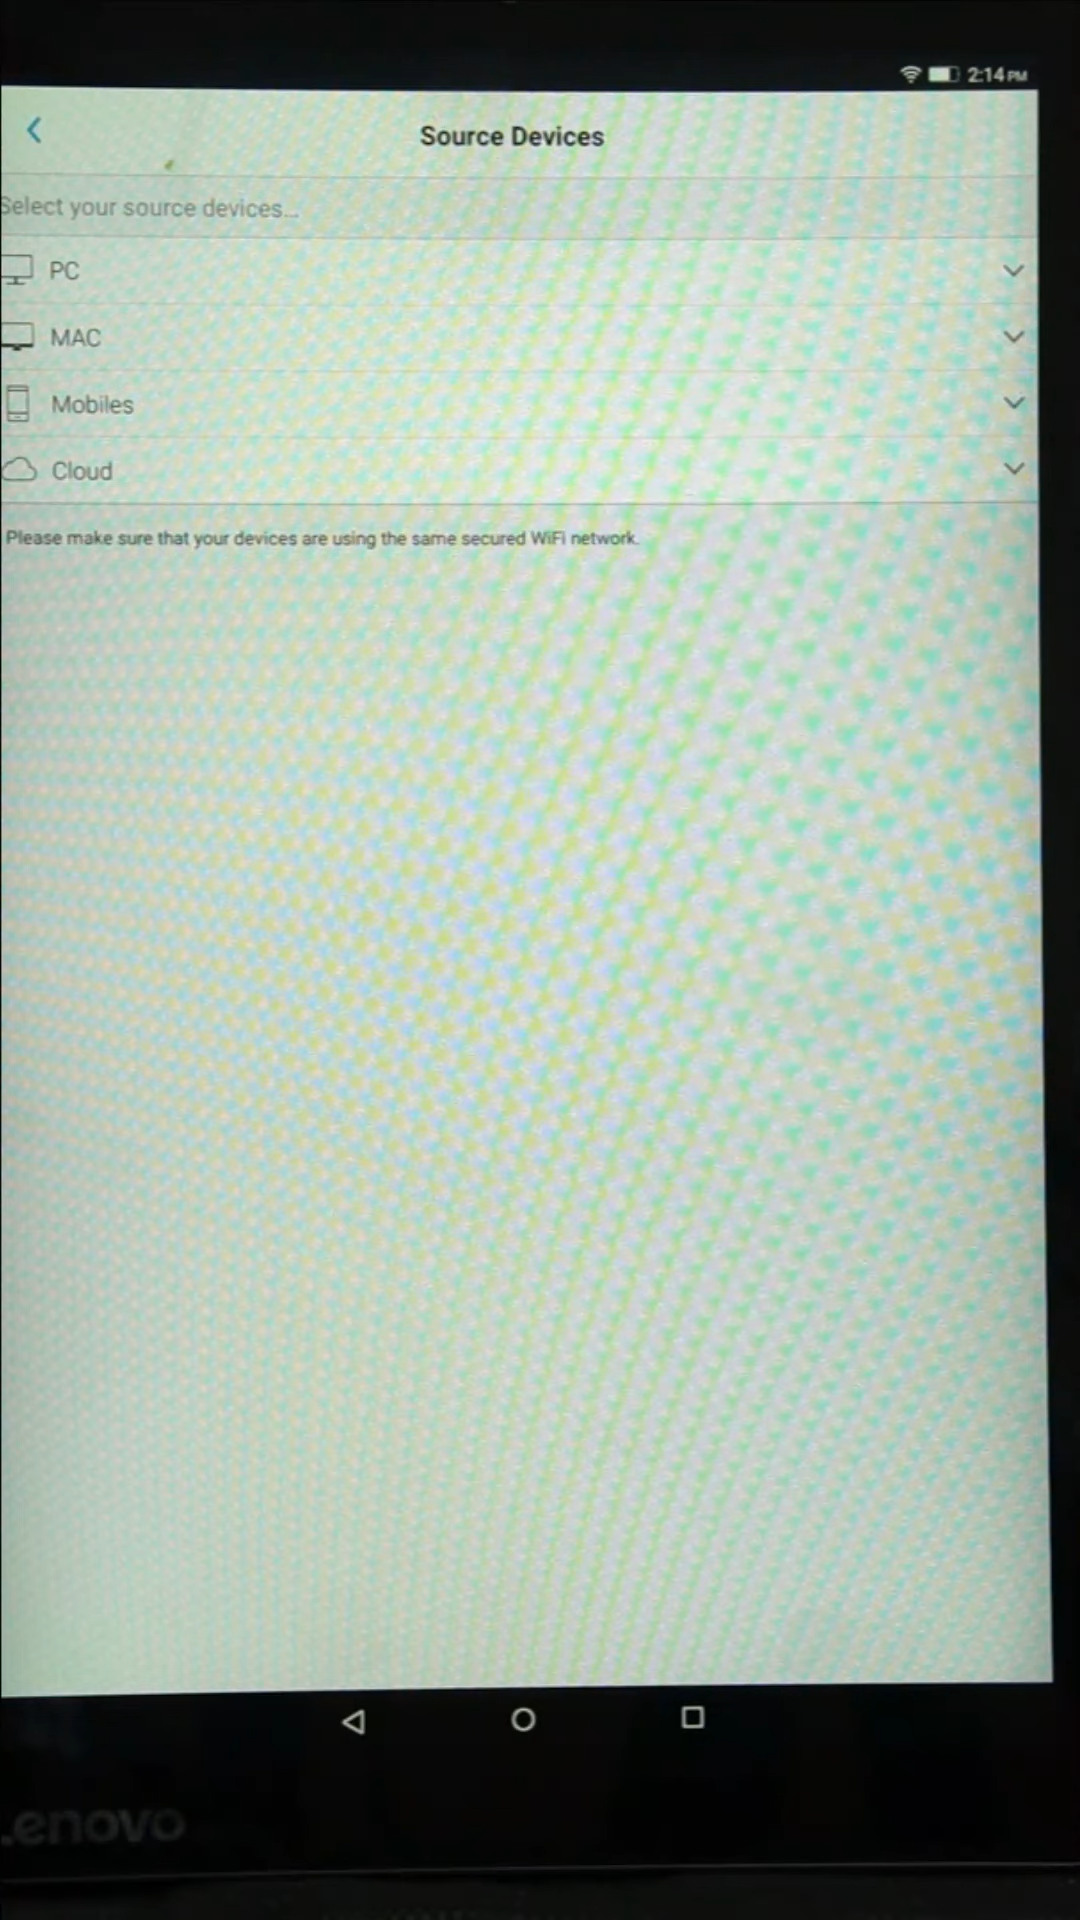 2:14 PM
Source Devices
Select your source devices...
PC
MAC
Mobiles
Cloud
Please make sure that your devices are using the same secured WiFi network.
enovo